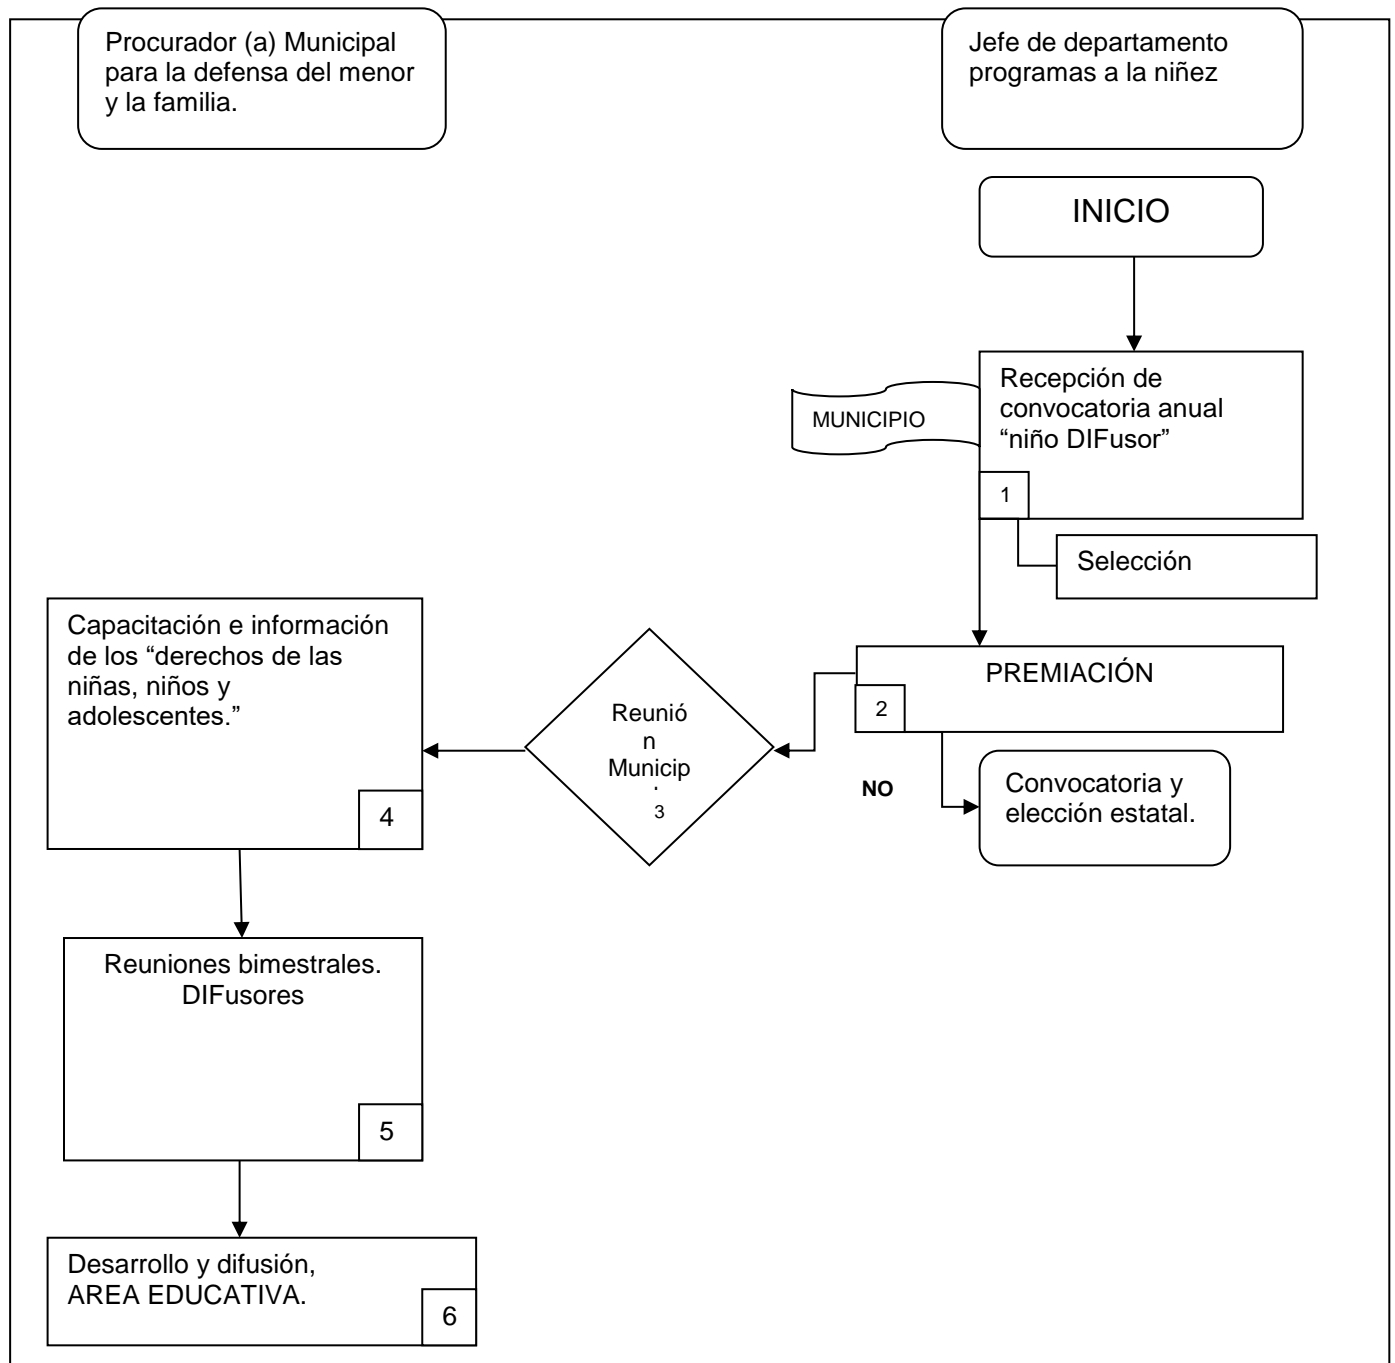 Procurador (a) Municipal
para la defensa del menor
y la familia.
Jefe de departamento
programas a la niñez
INICIO
Recepción de
convocatoria anual
“niño DIFusor”
1
MUNICIPIO
Selección
PREMIACIÓN
2
NO
Convocatoria y
elección estatal.
Reunió
n
Municip
3
Capacitación e información
de los “derechos de las
niñas, niños y
adolescentes.”
4
Reuniones bimestrales.
DIFusores
5
Desarrollo y difusión,
AREA EDUCATIVA.
6